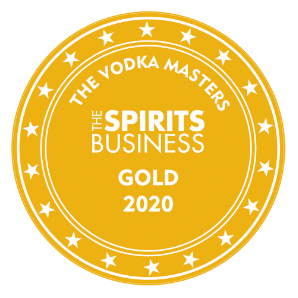 THE VODKA MASTERS
THE SPIRITS
BUSINESS
GOLD
2020